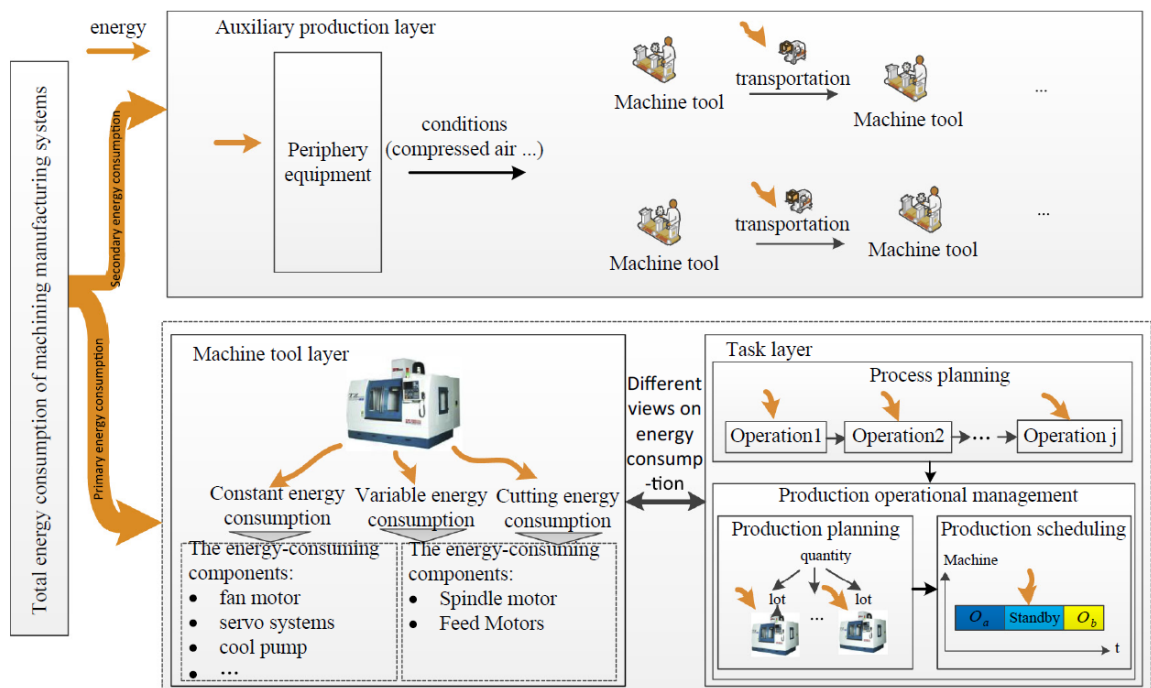 Total energy consumption of machining manufacturing systems
energy
Secondary energy consumption
Primary energy consumption
Auxiliary production layer
Periphery
equipment
conditions
(compressed air ...)
Machine tool
transportation
Machine tool
...
Machine tool
transportation
Machine tool
...
Machine tool layer
Constant energy
consumption
Variable energy
consumption
Cutting energy
consumption
The energy-consuming
components:
• fan motor
• servo systems
• cool pump
• ...
The energy-consuming
components:
• Spindle motor
• Feed Motors
Different
views on
energy
consump
-tion
Task layer
Process planning
Operation1
Operation2
...
Operation j
Production operational management
Production planning
quantity
lot
lot
...
Production scheduling
Machine
Oa
Standby
Ob
t